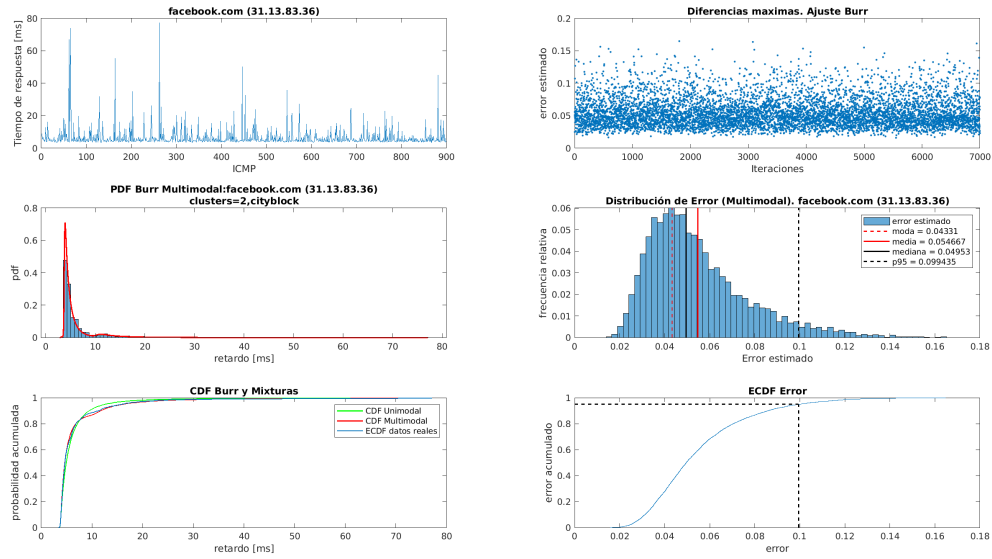 facebook.com (31.13.83.36)
Tiempo de respuesta [ms]
80
60
40
20
0
0 100 200 300 400 500 600 700 800 900
ICMP
Diferencias maximas. Ajuste Burr
error estimado
0.2
0.15
0.1
0.05
0
0 1000 2000 3000 4000 5000 6000 7000
Iteraciones
PDF Burr Multimodal:facebook.com (31.13.83.36)
clusters=2,cityblock
pdf
0.8
0.6
0.4
0.2
0
0 10 20 30 40 50 60 70 80
retardo [ms]
Distribución de Error (Multimodal). facebook.com (31.13.83.36)
frecuencia relativa
0.06
0.05
0.04
0.03
0.02
0.01
0
error estimado
moda = 0.04331
media = 0.054667
mediana = 0.04953
p95 = 0.099435
0 0.02 0.04 0.06 0.08 0.1 0.12 0.14 0.16 0.18
Error estimado
CDF Burr y Mixturas
probabilidad acumulada
1
0.8
0.6
0.4
0.2
0
CDF Unimodal
CDF Multimodal
ECDF datos reales
0 10 20 30 40 50 60 70 80
retardo [ms]
ECDF Error
error acumulado
1
0.8
0.6
0.4
0.2
0
0 0.02 0.04 0.06 0.08 0.1 0.12 0.14 0.16 0.18
error